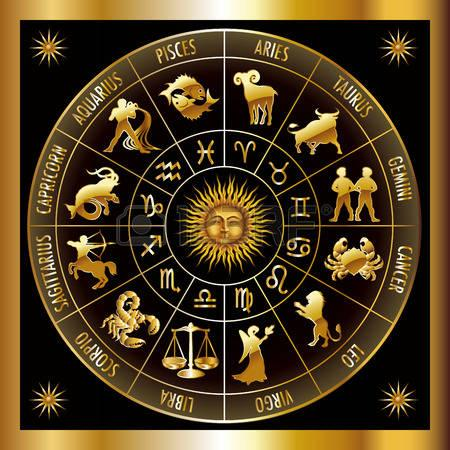 ARIES
TAURUS
GEMINI
CANCER
LEO
VIRGO
LIBRA
SCORPIO
SAGITTARIUS
CAPRICORN
AQUARIUS
PISCES